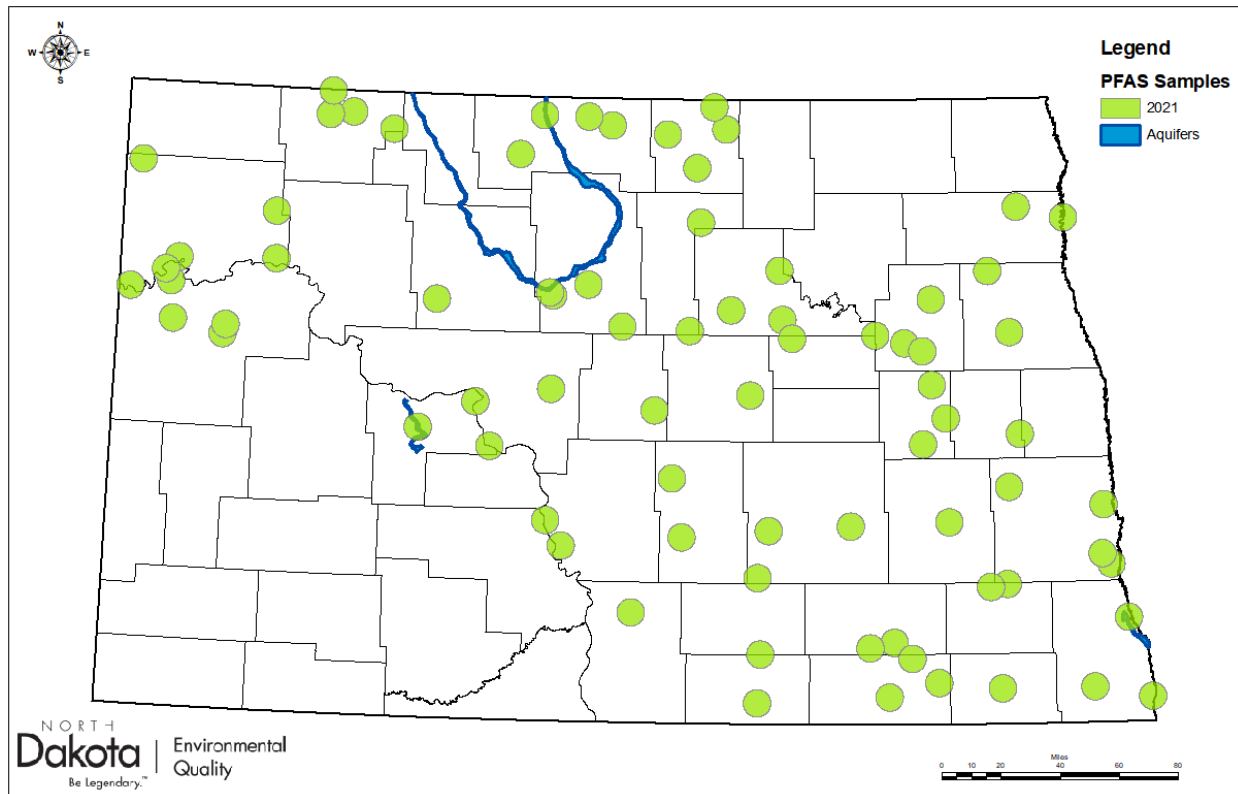 N
W E
S
Legend
PFAS Samples
2021
Aquifers
NORTH
Dakota
Be Legendary.™
Environmental
Quality
Miles
0 5 10 20 40 60 80